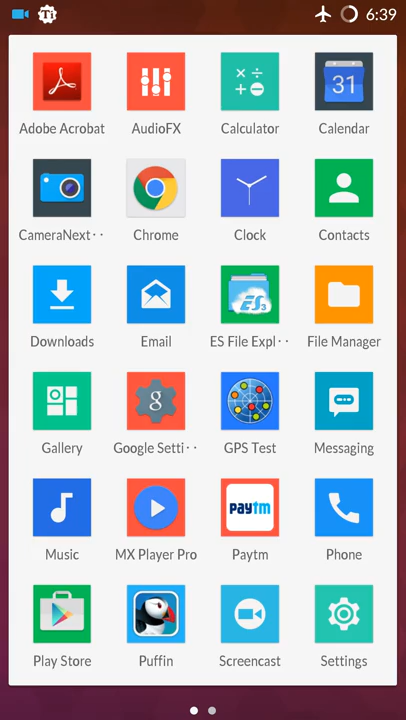 Ti 6:39
31
Adobe Acrobat AudioFX Calculator Calendar
CameraNext·· Chrome Clock Contacts
ES 3
Downloads Email ES File Expl·· File Manager
g
Gallery Google Setti·· GPS Test Messaging
Paytm
Music MX Player Pro Paytm Phone
Play Store Puffin Screencast Settings